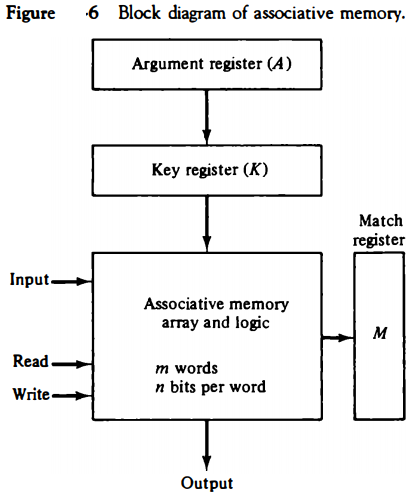 Figure ·6 Block diagram of associative memory.
Argument register (A)
Key register (K)
Match
register
Input
Associative memory
array and logic
M
Read
m words
Write
n bits per word
Output